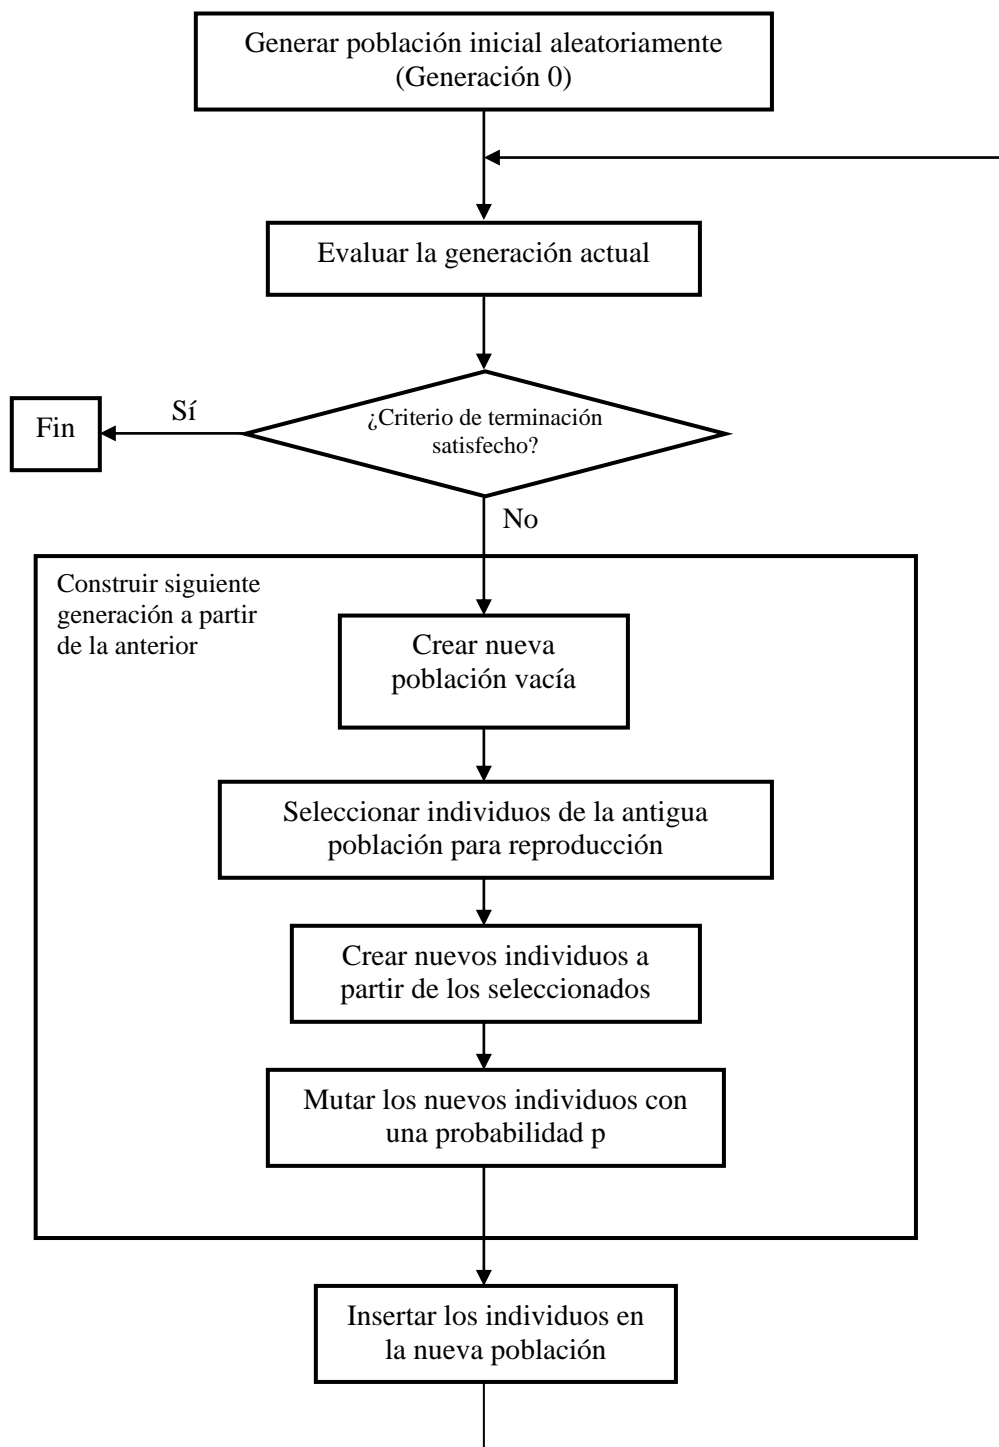 Generar población inicial aleatoriamente
(Generación 0)
Evaluar la generación actual
¿Criterio de terminación
satisfecho?
Sí
Fin
No
Construir siguiente
generación a partir
de la anterior
Crear nueva
población vacía
Seleccionar individuos de la antigua
población para reproducción
Crear nuevos individuos a
partir de los seleccionados
Mutar los nuevos individuos con
una probabilidad p
Insertar los individuos en
la nueva población